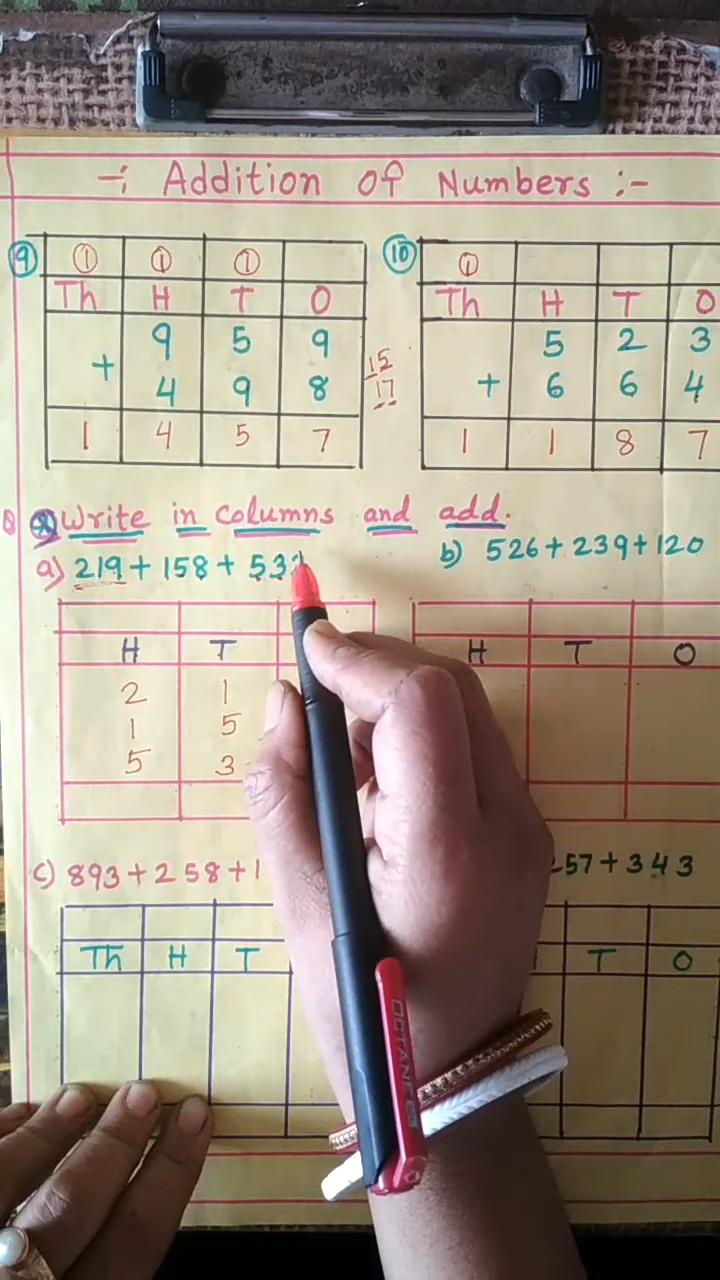 -: Addition of Numbers :-
9
1 1 1
Th H T O
9 5 9
+ 4 9 8
1 4 5 7
15
17
10
1
Th H T O
5 2 3
+ 6 6 4
1 1 8 7
Write in columns and add.
a) 219 + 158 + 53
H T
2 1
1 5
5 3
b) 526 + 239 + 120
H T O
c) 893 + 258 + 1
Th H T
57 + 343
T O
OCTANE